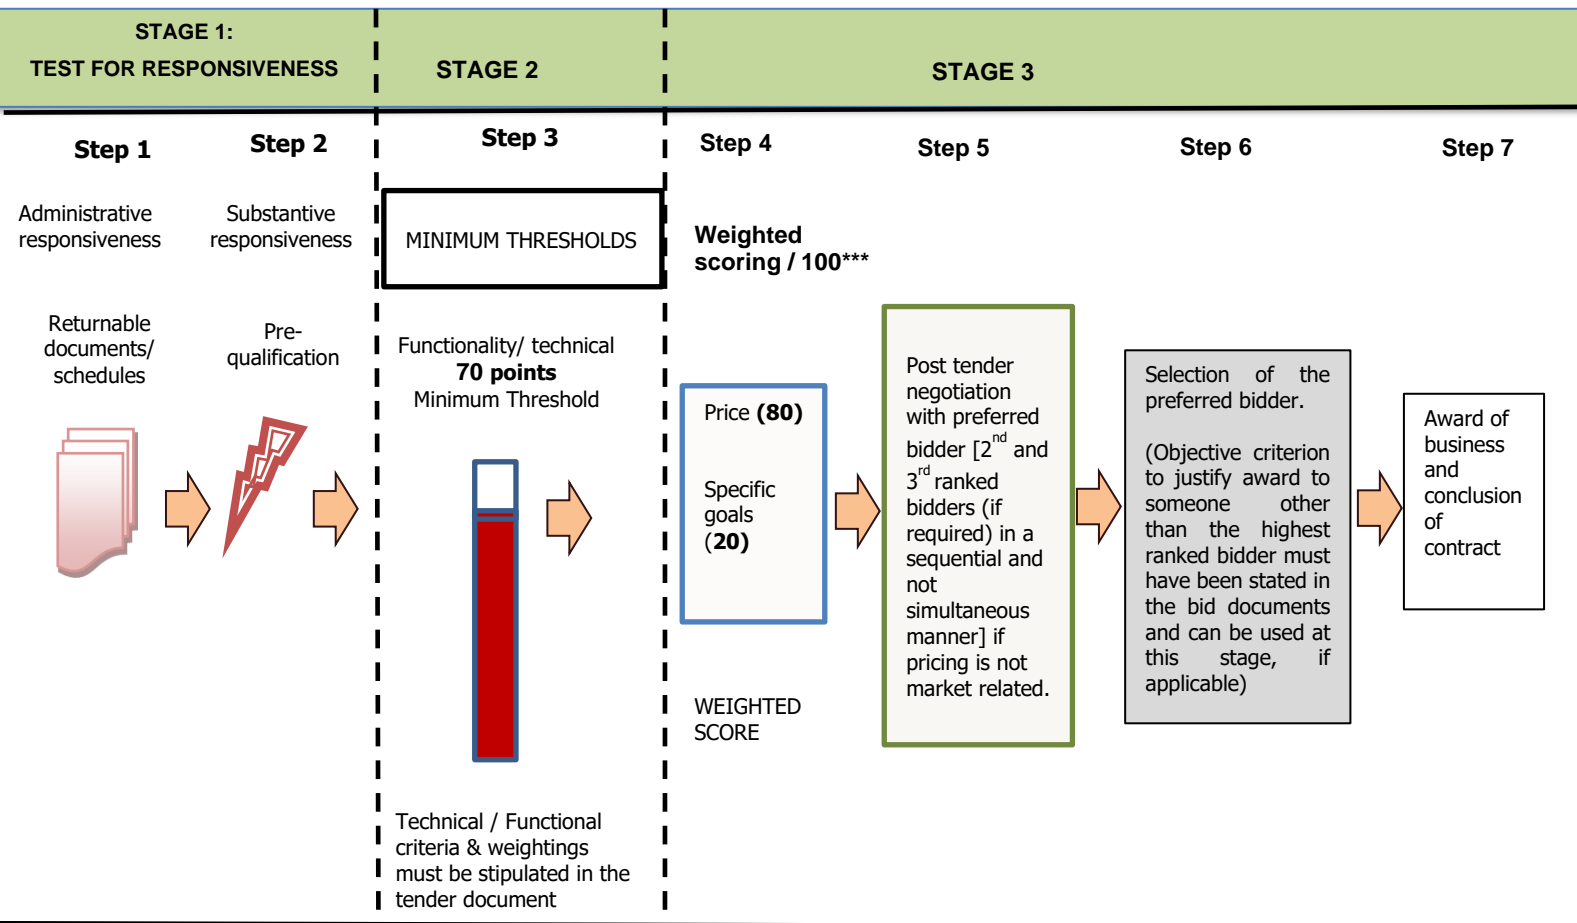 STAGE 1:
TEST FOR RESPONSIVENESS
STAGE 2
STAGE 3
Step 1
Administrative
responsiveness
Returnable
documents/
schedules
Step 2
Substantive
responsiveness
Pre-
qualification
Step 3
MINIMUM THRESHOLDS
Functionality/ technical
70 points
Minimum Threshold
Technical / Functional
criteria & weightings
must be stipulated in the
tender document
Step 4
Weighted
scoring / 100***
Price (80)
Specific
goals
(20)
WEIGHTED
SCORE
Step 5
Post tender
negotiation
with preferred
bidder [2nd and
3rd ranked
bidders (if
required) in a
sequential and
not
simultaneous
manner] if
pricing is not
market related.
Step 6
Selection of the
preferred bidder.
(Objective criterion
to justify award to
someone other
than the highest
ranked bidder must
have been stated in
the bid documents
and can be used at
this stage, if
applicable)
Step 7
Award of
business
and
conclusion
of
contract